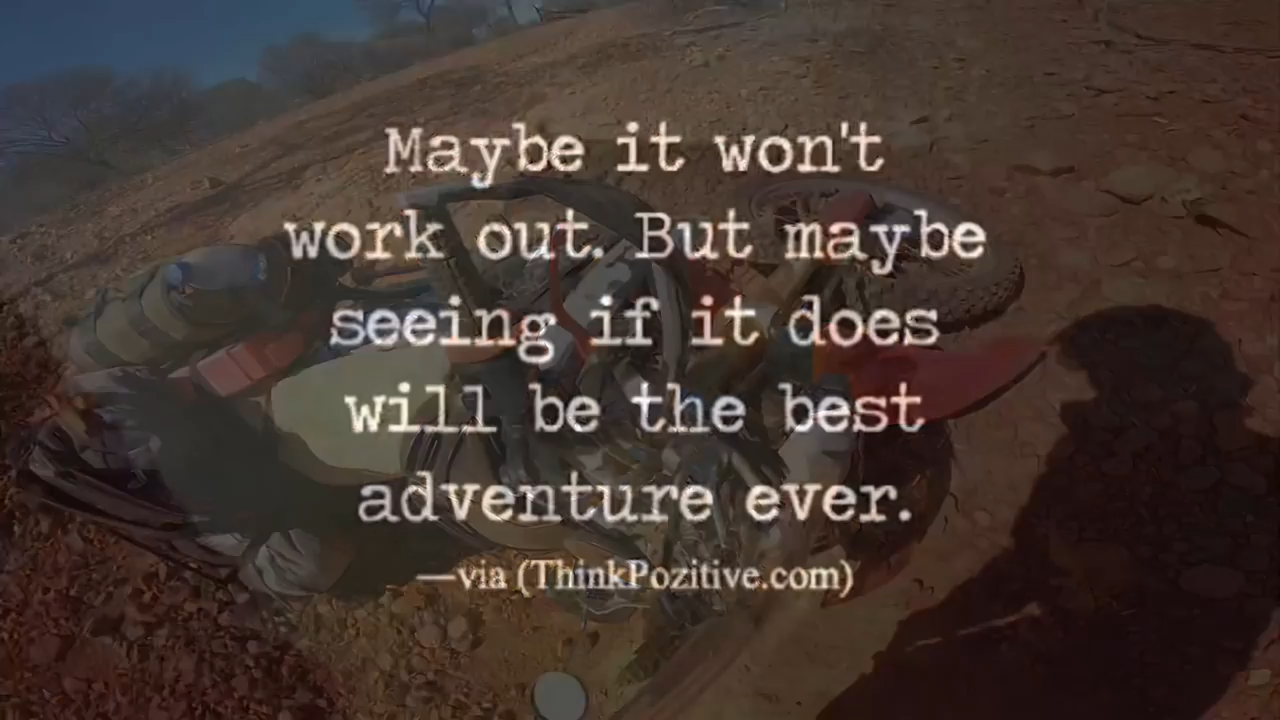 Maybe it won't
work out. But maybe
seeing if it does
will be the best
adventure ever.
—via (ThinkPozitive.com)